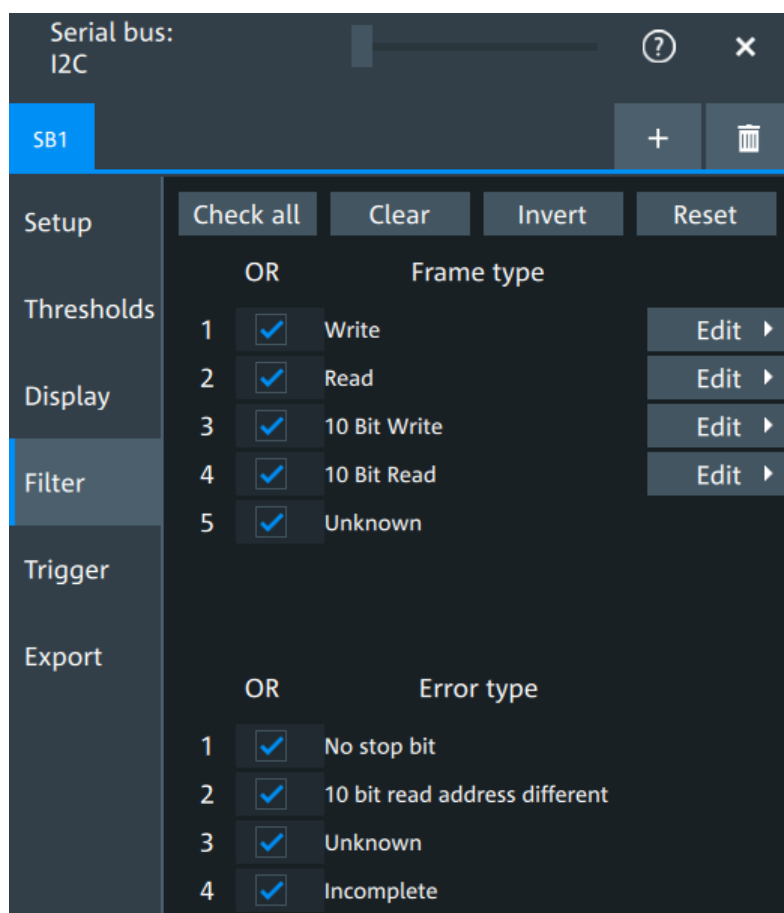 Serial bus:
I2C
?
SB1
+
Setup
Thresholds
Display
Filter
Trigger
Export
Check all Clear Invert Reset
OR Frame type
1 Write Edit
2 Read Edit
3 10 Bit Write Edit
4 10 Bit Read Edit
5 Unknown
OR Error type
1 No stop bit
2 10 bit read address different
3 Unknown
4 Incomplete